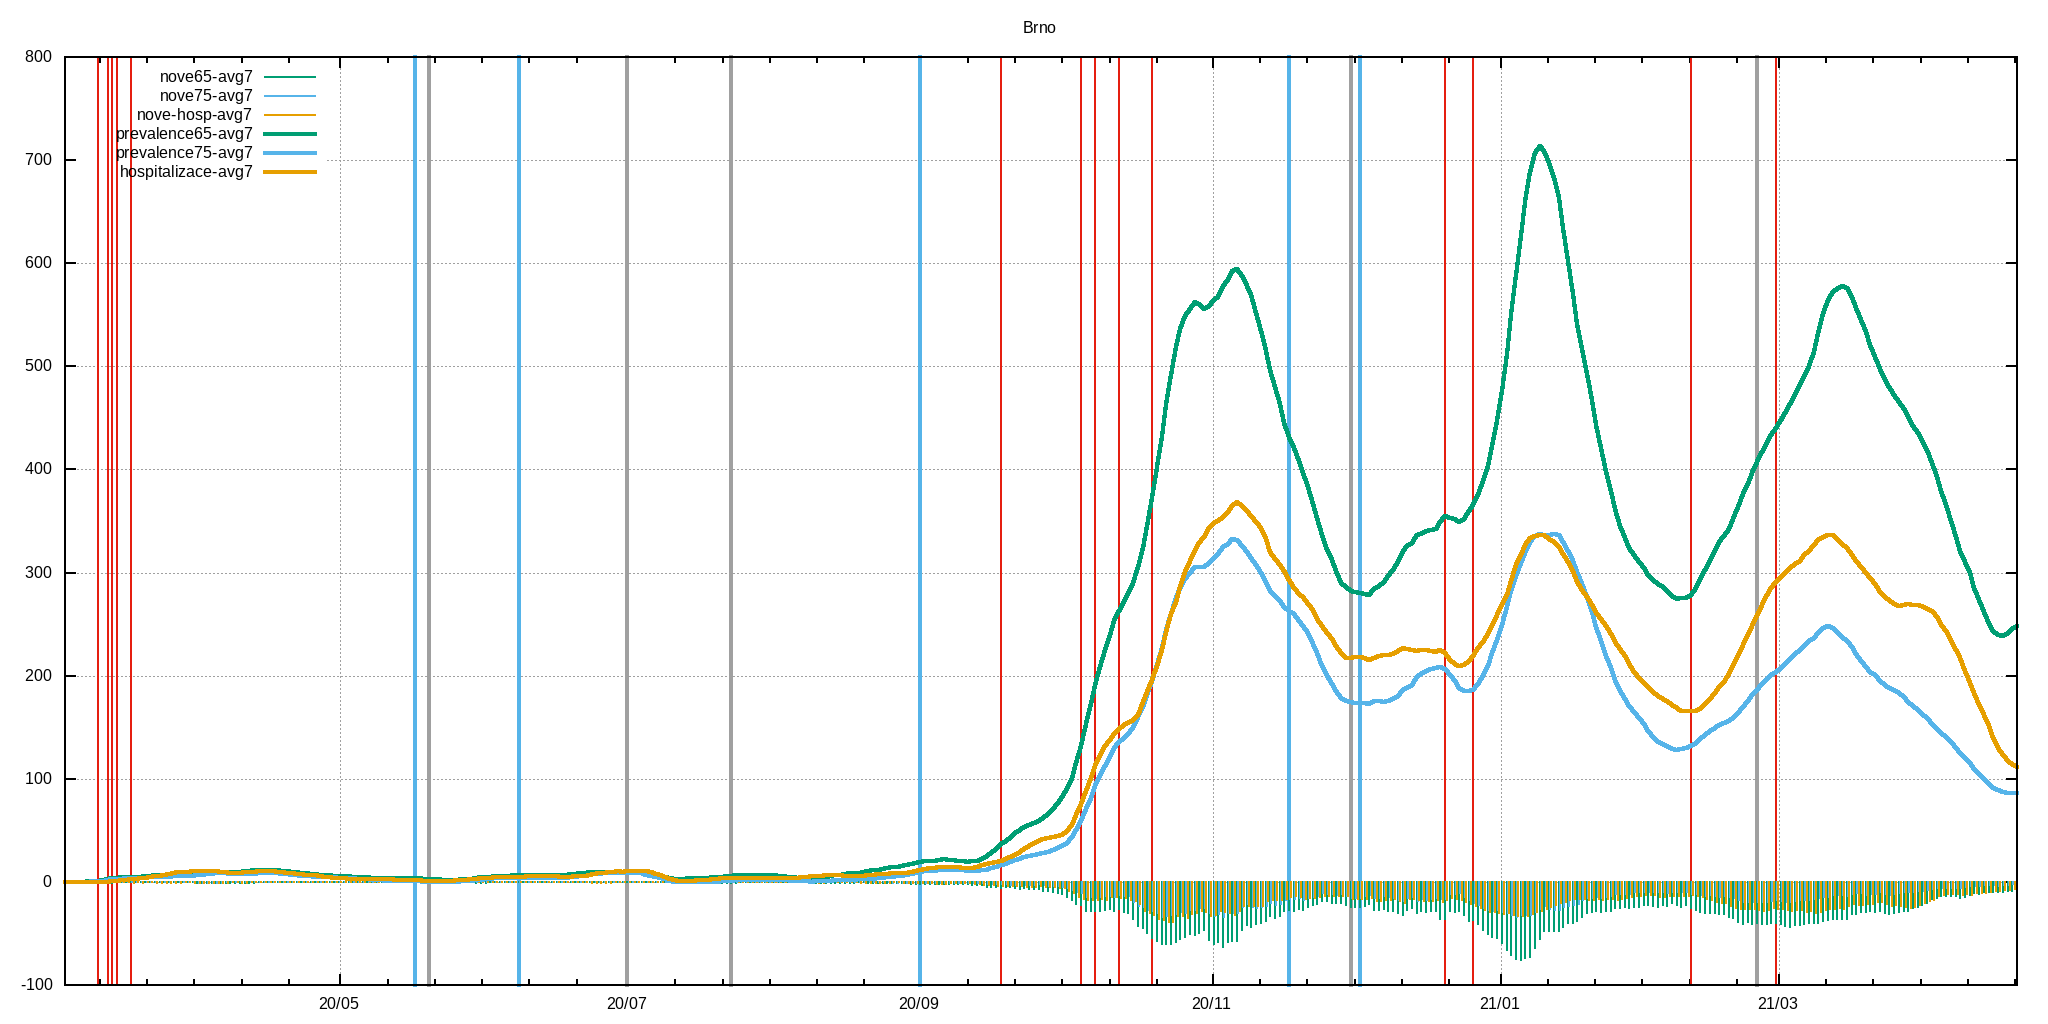 Brno
800
700
600
500
400
300
200
100
0
-100
nove65-avg7
nove75-avg7
nove-hosp-avg7
prevalence65-avg7
prevalence75-avg7
hospitalizace-avg7
20/05 20/07 20/09 20/11 21/01 21/03